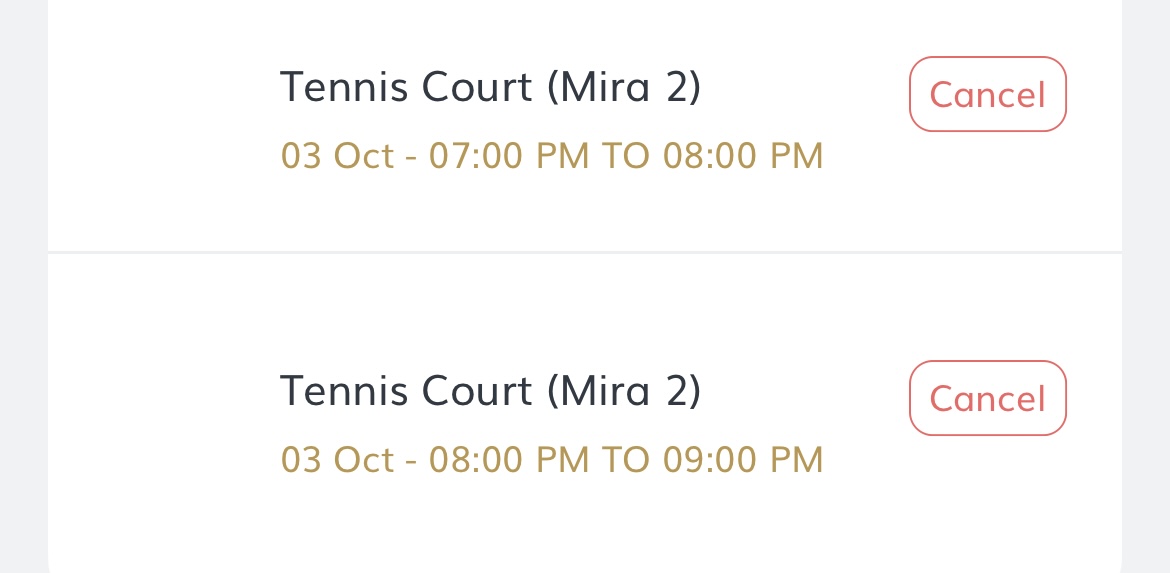 Tennis Court (Mira 2)
Cancel
03 Oct - 07:00 PM TO 08:00 PM
Tennis Court (Mira 2)
Cancel
03 Oct - 08:00 PM TO 09:00 PM